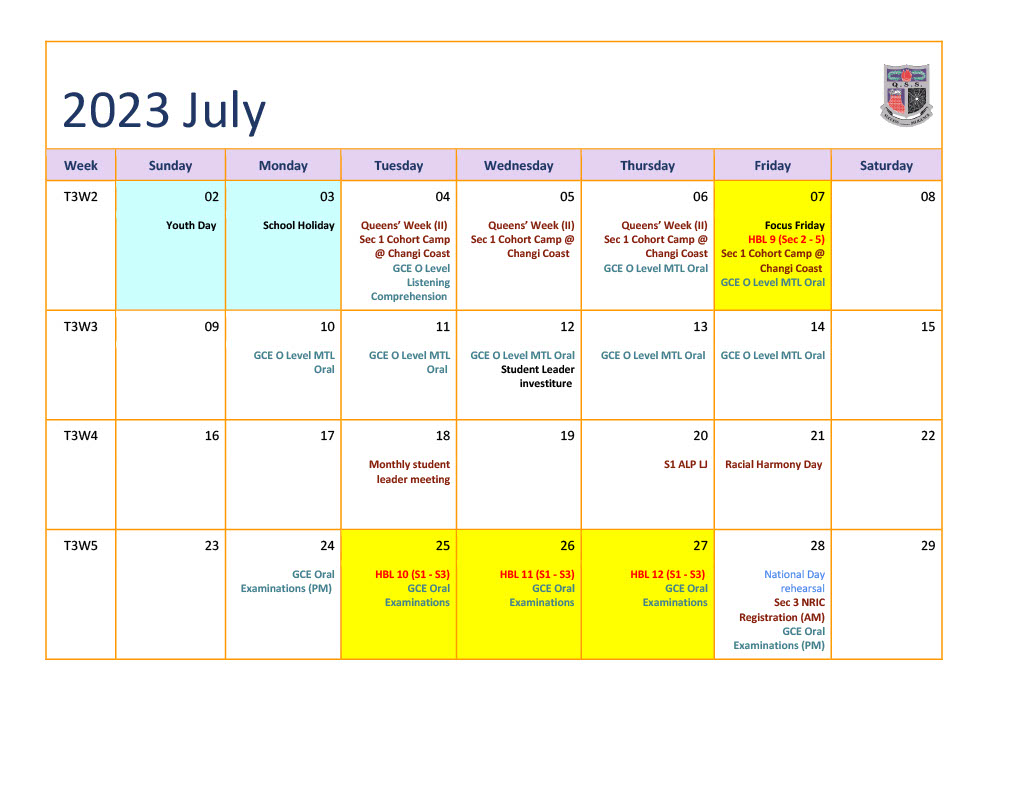 2023 July
Q.S.S.
Week Sunday Monday Tuesday Wednesday Thursday Friday Saturday
T3W2
02
Youth Day
03
School Holiday
04
Queens’ Week (II)
Sec 1 Cohort Camp
@ Changi Coast
GCE O Level
Listening
Comprehension
05
Queens’ Week (II)
Sec 1 Cohort Camp @
Changi Coast
06
Queens’ Week (II)
Sec 1 Cohort Camp @
Changi Coast
GCE O Level MTL Oral
07
Focus Friday
HBL 9 (Sec 2 - 5)
Sec 1 Cohort Camp @
Changi Coast
GCE O Level MTL Oral
08
T3W3
09
10
GCE O Level MTL
Oral
11
GCE O Level MTL
Oral
12
GCE O Level MTL Oral
Student Leader
investiture
13
GCE O Level MTL Oral
14
GCE O Level MTL Oral
15
T3W4
16
17
18
Monthly student
leader meeting
19
20
S1 ALP LJ
21
Racial Harmony Day
22
T3W5
23
24
GCE Oral
Examinations (PM)
25
HBL 10 (S1 - S3)
GCE Oral
Examinations
26
HBL 11 (S1 - S3)
GCE Oral
Examinations
27
HBL 12 (S1 - S3)
GCE Oral
Examinations
28
National Day
rehearsal
Sec 3 NRIC
Registration (AM)
GCE Oral
Examinations (PM)
29